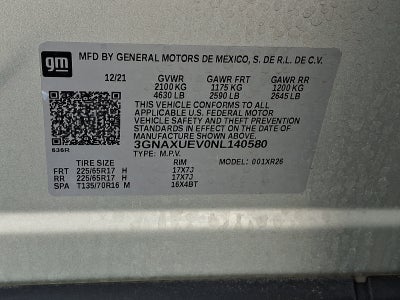 gm MFD BY GENERAL MOTORS DE MEXICO, S. DE R.L. DE C.V.
12/21 GVWR GAWR FRT GAWR RR
2100 KG 1175 KG 1200 KG
4630 LB 2590 LB 2645 LB
THIS VEHICLE CONFORMS TO ALL
APPLICABLE U.S. FEDERAL MOTOR
VEHICLE SAFETY AND THEFT PREVENTION
STANDARDS IN EFFECT ON THE DATE OF
MANUFACTURE SHOWN ABOVE.
3GNAXUEV0NL140580
636R TYPE: M.P.V. MODEL: 001XR26
TIRE SIZE RIM
FRT 225/65R17 H 17X7J
RR 225/65R17 H 17X7J
SPA T135/70R16 M 16X4BT